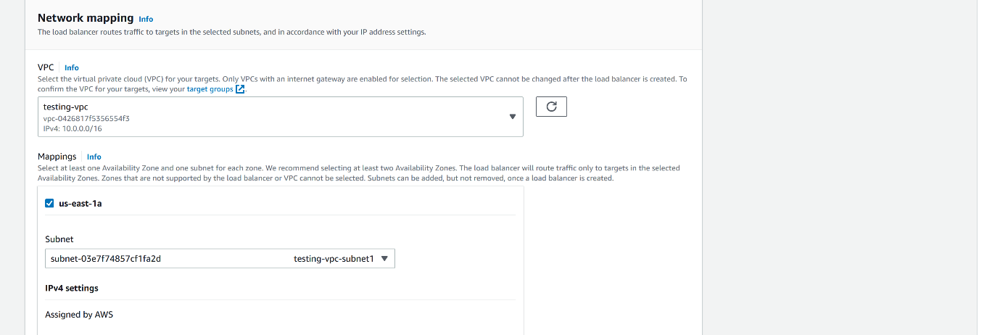 Network mapping Info
The load balancer routes traffic to targets in the selected subnets, and in accordance with your IP address settings.
VPC Info
Select the virtual private cloud (VPC) for your targets. Only VPCs with an internet gateway are enabled for selection. The selected VPC cannot be changed after the load balancer is created. To
confirm the VPC for your targets, view your target groups.
testing-vpc
vpc-0426817f5356554f3
IPv4: 10.0.0.0/16
Mappings Info
Select at least one Availability Zone and one subnet for each zone. We recommend selecting at least two Availability Zones. The load balancer will route traffic only to targets in the selected
Availability Zones. Zones that are not supported by the load balancer or VPC cannot be selected. Subnets can be added, but not removed, once a load balancer is created.
us-east-1a
Subnet
subnet-03e7f74857cf1fa2d testing-vpc-subnet1
IPv4 settings
Assigned by AWS